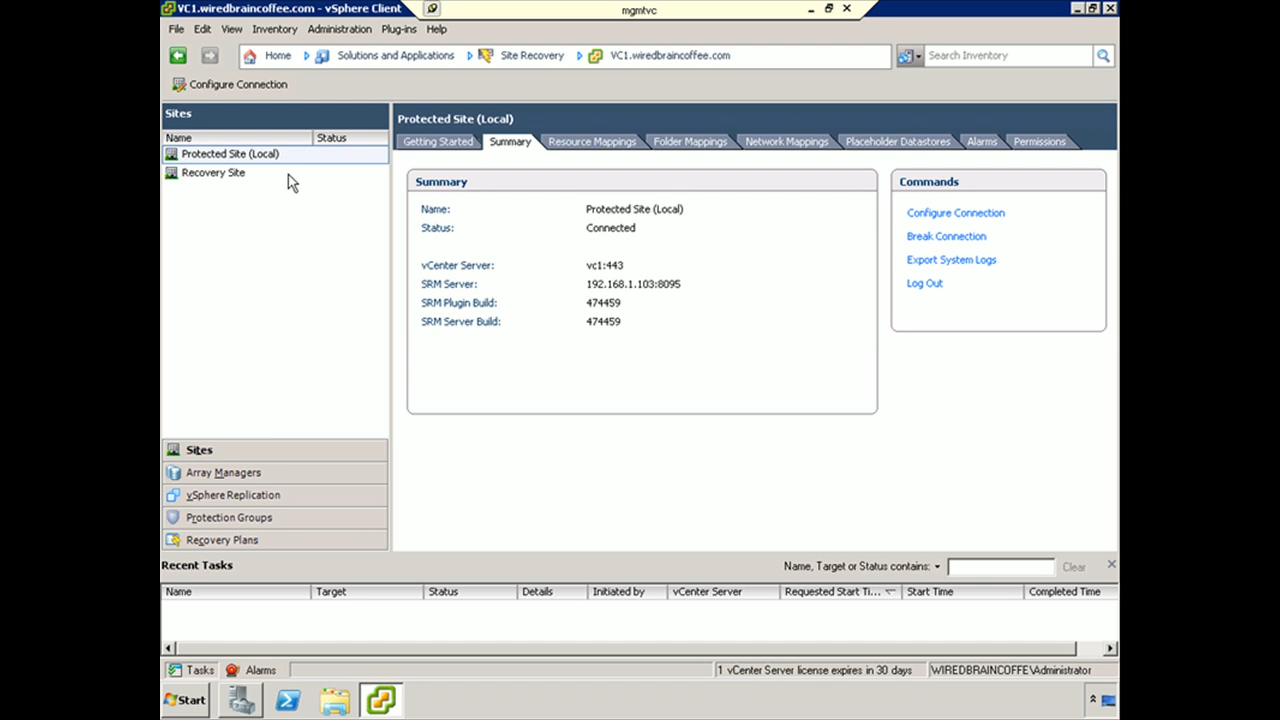 VC1.wiredbraincoffee.com - vSphere Client
mgmtvc
File Edit View Inventory Administration Plug-ins Help
Home Solutions and Applications Site Recovery VC1.wiredbraincoffee.com Search Inventory
Configure Connection
Sites
Name Status
Protected Site (Local)
Recovery Site
Sites
Array Managers
vSphere Replication
Protection Groups
Recovery Plans
Protected Site (Local)
Getting Started Summary Resource Mappings Folder Mappings Network Mappings Placeholder Datastores Alarms Permissions
Summary
Name: Protected Site (Local)
Status: Connected
vCenter Server: vc1:443
SRM Server: 192.168.1.103:8095
SRM Plugin Build: 474459
SRM Server Build: 474459
Commands
Configure Connection
Break Connection
Export System Logs
Log Out
Recent Tasks Name, Target or Status contains: Clear
Name Target Status Details Initiated by vCenter Server Requested Start Ti... Start Time Completed Time
Tasks Alarms 1 vCenter Server license expires in 30 days WIREDBRAINCOFFE\Administrator
Start